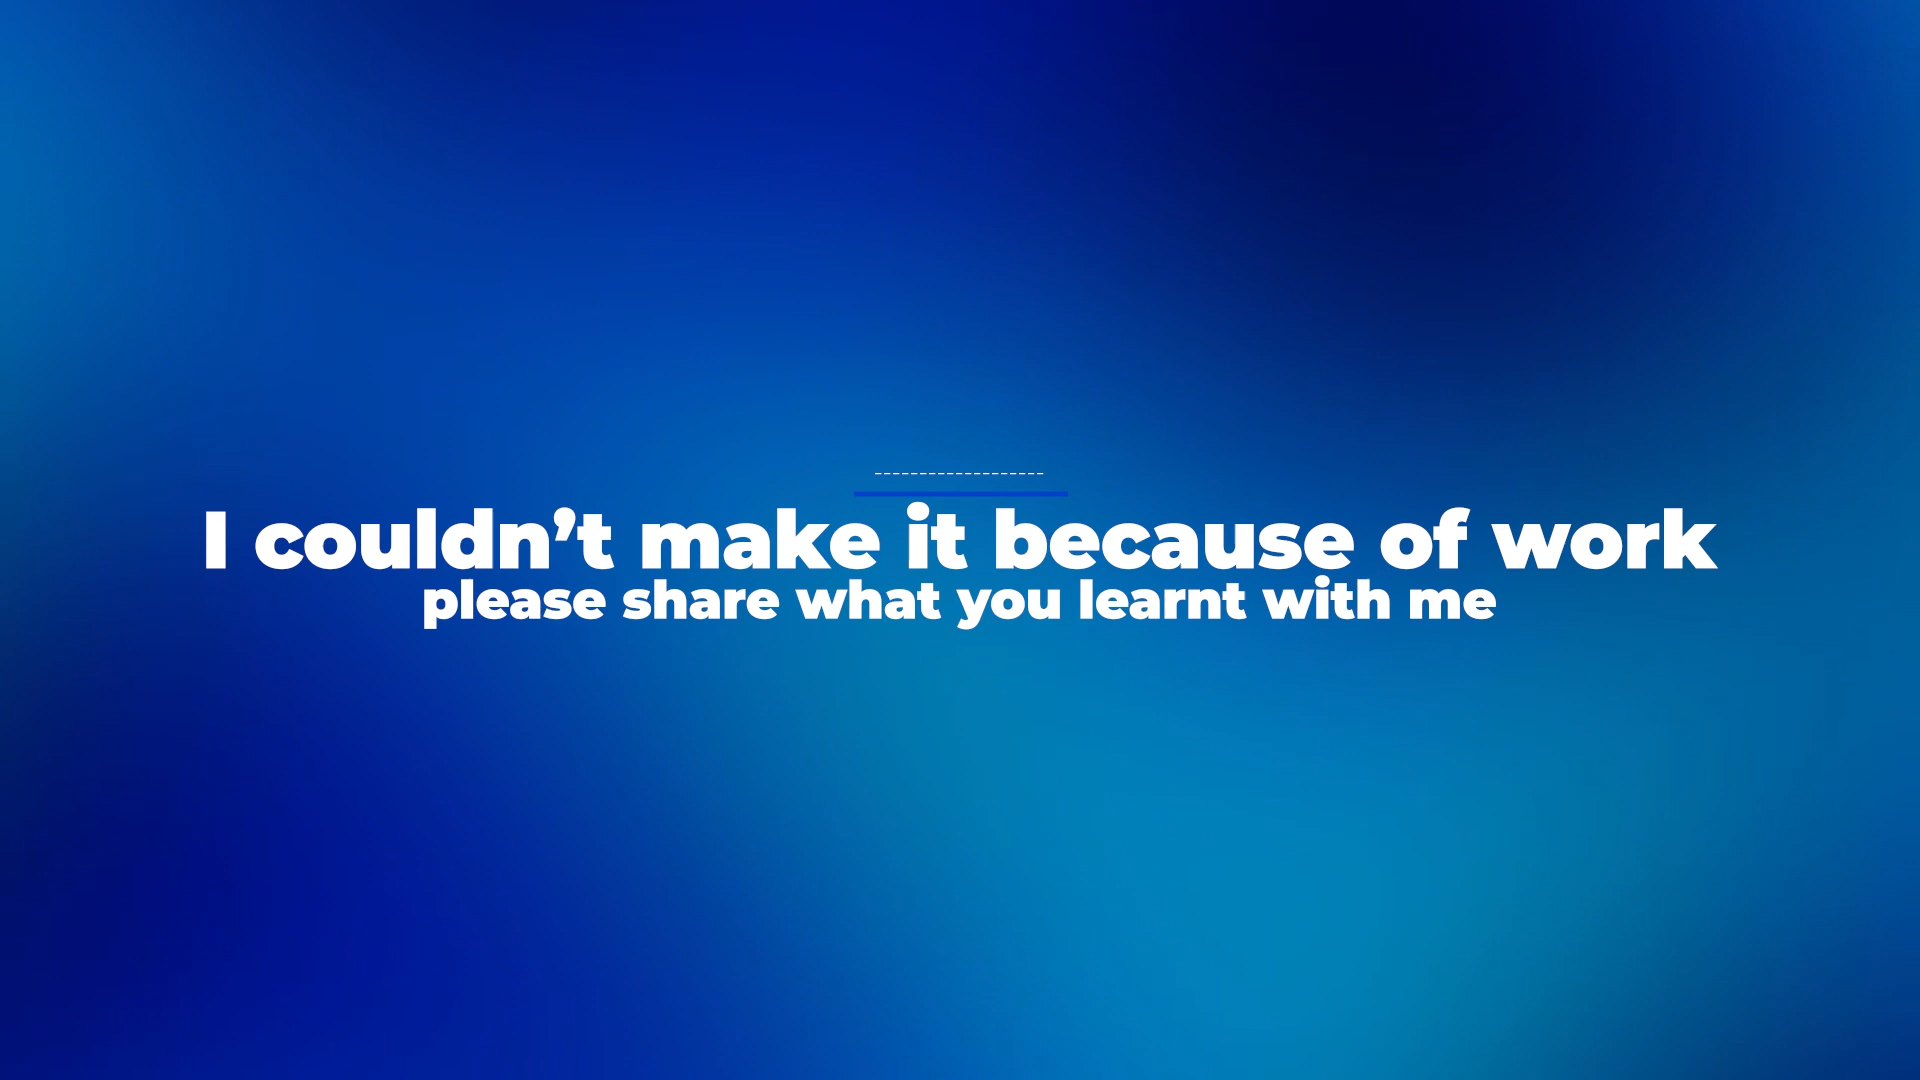 -------------------
I couldn’t make it because of work
please share what you learnt with me